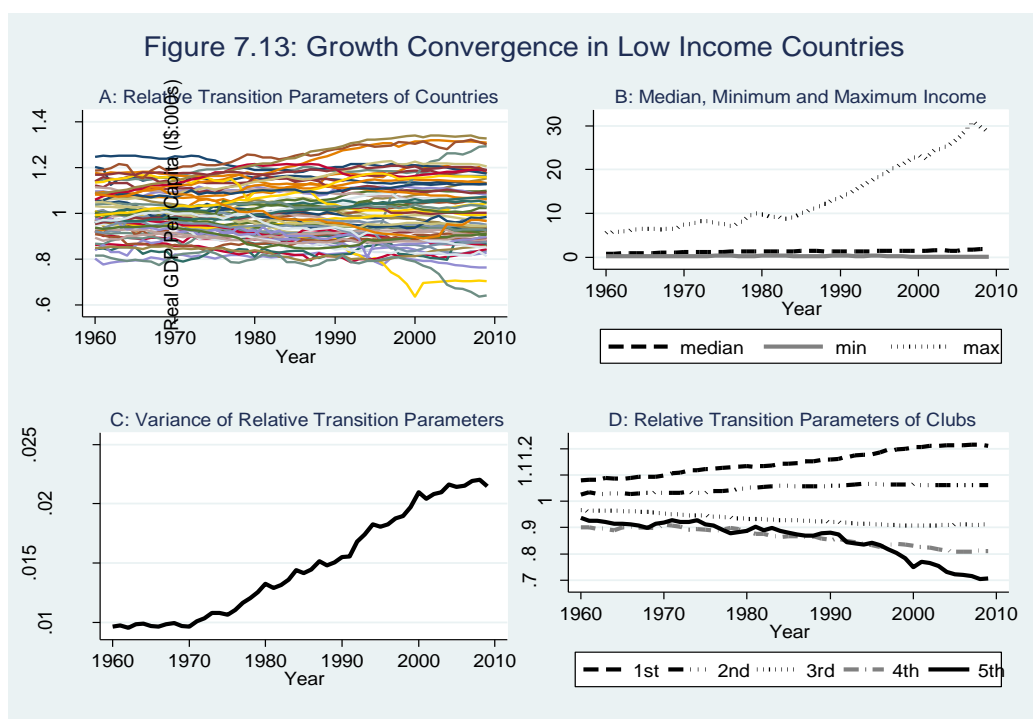 Figure 7.13: Growth Convergence in Low Income Countries
A: Relative Transition Parameters of Countries
Real GDP Per Capita (I$:000s)
1.4
1.2
1
.8
.6
1960 1970 1980 1990 2000 2010
Year
B: Median, Minimum and Maximum Income
30
20
10
0
1960 1970 1980 1990 2000 2010
Year
median min max
C: Variance of Relative Transition Parameters
.025
.02
.015
.01
1960 1970 1980 1990 2000 2010
Year
D: Relative Transition Parameters of Clubs
1.2
1.1
1
.9
.8
.7
1960 1970 1980 1990 2000 2010
Year
1st 2nd 3rd 4th 5th